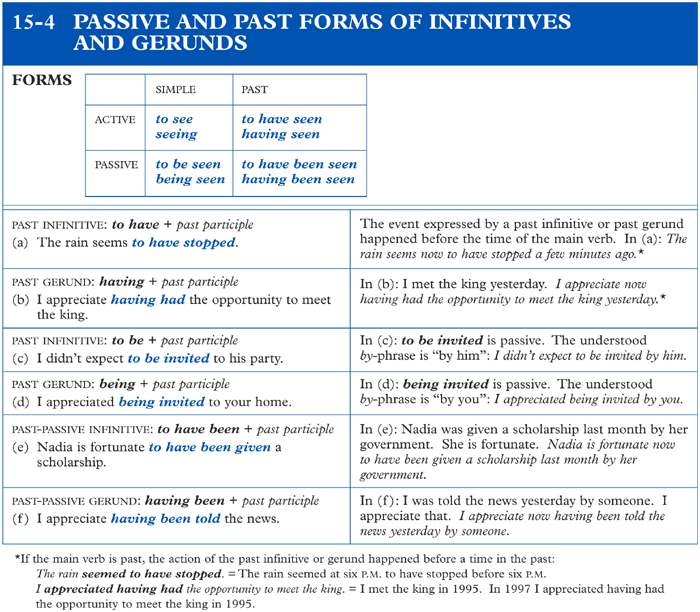 15-4 PASSIVE AND PAST FORMS OF INFINITIVES
AND GERUNDS
FORMS
SIMPLE PAST
ACTIVE to see to have seen
seeing having seen
PASSIVE to be seen to have been seen
being seen having been seen
PAST INFINITIVE: to have + past participle
(a) The rain seems to have stopped.
The event expressed by a past infinitive or past gerund
happened before the time of the main verb. In (a): The
rain seems now to have stopped a few minutes ago.*
PAST GERUND: having + past participle
(b) I appreciate having had the opportunity to meet
the king.
In (b): I met the king yesterday. I appreciate now
having had the opportunity to meet the king yesterday.*
PAST INFINITIVE: to be + past participle
(c) I didn't expect to be invited to his party.
In (c): to be invited is passive. The understood
by-phrase is "by him": I didn't expect to be invited by him.
PAST GERUND: being + past participle
(d) I appreciated being invited to your home.
In (d): being invited is passive. The understood
by-phrase is "by you": I appreciated being invited by you.
PAST-PASSIVE INFINITIVE: to have been + past participle
(e) Nadia is fortunate to have been given a
scholarship.
In (e): Nadia was given a scholarship last month by her
government. She is fortunate. Nadia is fortunate now
to have been given a scholarship last month by her
government.
PAST-PASSIVE GERUND: having been + past participle
(f) I appreciate having been told the news.
In (f): I was told the news yesterday by someone. I
appreciate that. I appreciate now having been told the
news yesterday by someone.
*If the main verb is past, the action of the past infinitive or gerund happened before a time in the past:
The rain seemed to have stopped. = The rain seemed at six P.M. to have stopped before six P.M.
I appreciated having had the opportunity to meet the king. = I met the king in 1995. In 1997 I appreciated having had
the opportunity to meet the king in 1995.